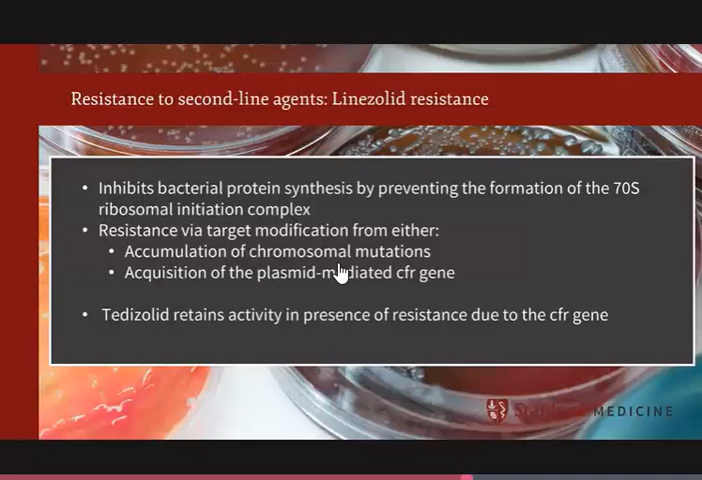 Resistance to second-line agents: Linezolid resistance
• Inhibits bacterial protein synthesis by preventing the formation of the 70S
ribosomal initiation complex
• Resistance via target modification from either:
• Accumulation of chromosomal mutations
• Acquisition of the plasmid-mediated cfr gene
• Tedizolid retains activity in presence of resistance due to the cfr gene
Stanford MEDICINE